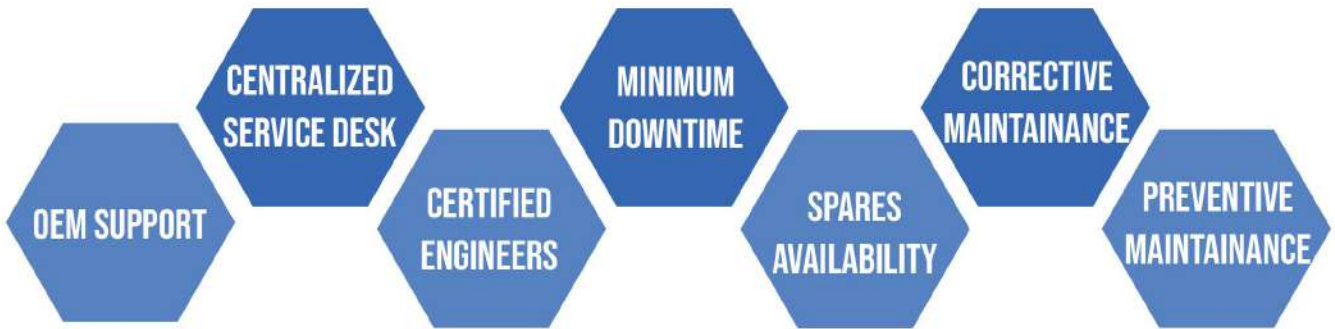 OEM SUPPORT
CENTRALIZED
SERVICE DESK
CERTIFIED
ENGINEERS
MINIMUM
DOWNTIME
SPARES
AVAILABILITY
CORRECTIVE
MAINTAINANCE
PREVENTIVE
MAINTAINANCE